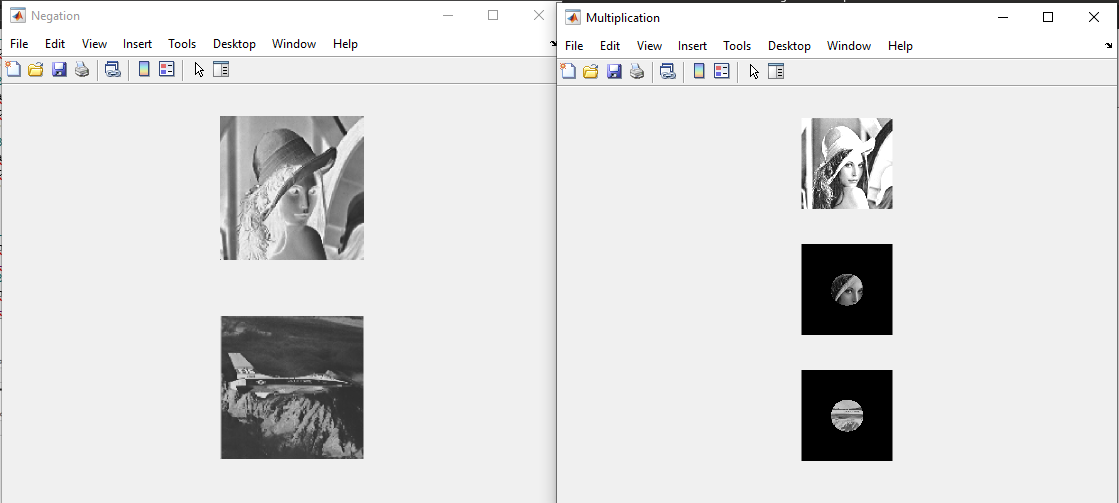 Negation
File Edit View Insert Tools Desktop Window Help
Multiplication
File Edit View Insert Tools Desktop Window Help